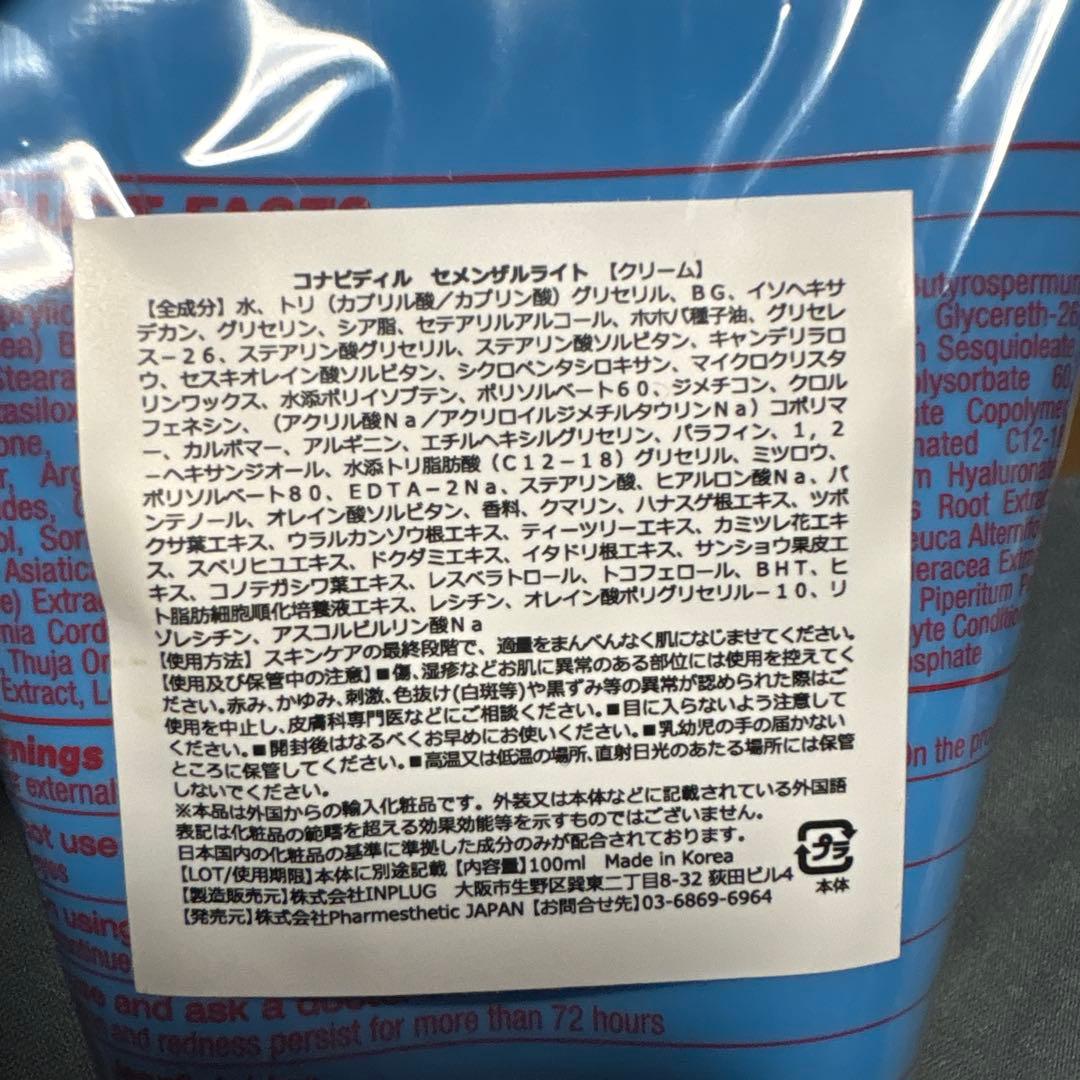 コナビディル セメンザルライト 【クリーム】
【全成分】水、トリ（カプリル酸／カプリン酸）グリセリル、BG、イソヘキサ
デカン、グリセリン、シア脂、セテアリルアルコール、ホホバ種子油、グリセレ
ス－26、ステアリン酸グリセリル、ステアリン酸ソルビタン、キャンデリラロ
ウ、セスキオレイン酸ソルビタン、シクロペンタシロキサン、マイクロクリスタ
リンワックス、水添ポリイソブテン、ポリソルベート60、ジメチコン、クロル
フェネシン、（アクリル酸Na／アクリロイルジメチルタウリンNa）コポリマ
ー、カルボマー、アルギニン、エチルヘキシルグリセリン、パラフィン、1，2
－ヘキサンジオール、水添トリ脂肪酸（C12－18）グリセリル、ミツロウ、
ポリソルベート80、EDTA－2Na、ステアリン酸、ヒアルロン酸Na、パ
ンテノール、オレイン酸ソルビタン、香料、クマリン、ハナスゲ根エキス、ツボ
クサ葉エキス、ウラルカンゾウ根エキス、ティーツリーエキス、カミツレ花エキ
ス、スベリヒユエキス、ドクダミエキス、イタドリ根エキス、サンショウ果皮エ
キス、コノテガシワ葉エキス、レスベラトロール、トコフェロール、BHT、ヒ
ト脂肪細胞順化培養液エキス、レシチン、オレイン酸ポリグリセリル－10、リ
ゾレシチン、アスコルビルリン酸Na
【使用方法】スキンケアの最終段階で、適量をまんべんなく肌になじませてください。
【使用及び保管中の注意】■傷、湿疹などお肌に異常のある部位には使用を控えてく
ださい。赤み、かゆみ、刺激、色抜け(白斑等)や黒ずみ等の異常が認められた際はご
使用を中止し、皮膚科専門医などにご相談ください。■目に入らないよう注意して
ください。■開封後はなるべくお早めにお使いください。■乳幼児の手の届かない
ところに保管してください。■高温又は低温の場所、直射日光のあたる場所には保管
しないでください。
※本品は外国からの輸入化粧品です。外装又は本体などに記載されている外国語
表記は化粧品の範疇を超える効果効能等を示すものではございません。
日本国内の化粧品の基準に準拠した成分のみが配合されております。
【LOT/使用期限】本体に別途記載【内容量】100ml Made in Korea
【製造販売元】株式会社INPLUG 大阪市生野区巽東二丁目8-32 荻田ビル4
【発売元】株式会社Pharmesthetic JAPAN【お問合せ先】03-6869-6964
プラ
本体
Glycereth-26
Sesquioleate
60
Copolymer
C12-18
Root
Asiatica
Piperitum
Thuja
Extract,
external
use
using
and ask a
and redness persist for more than 72 hours